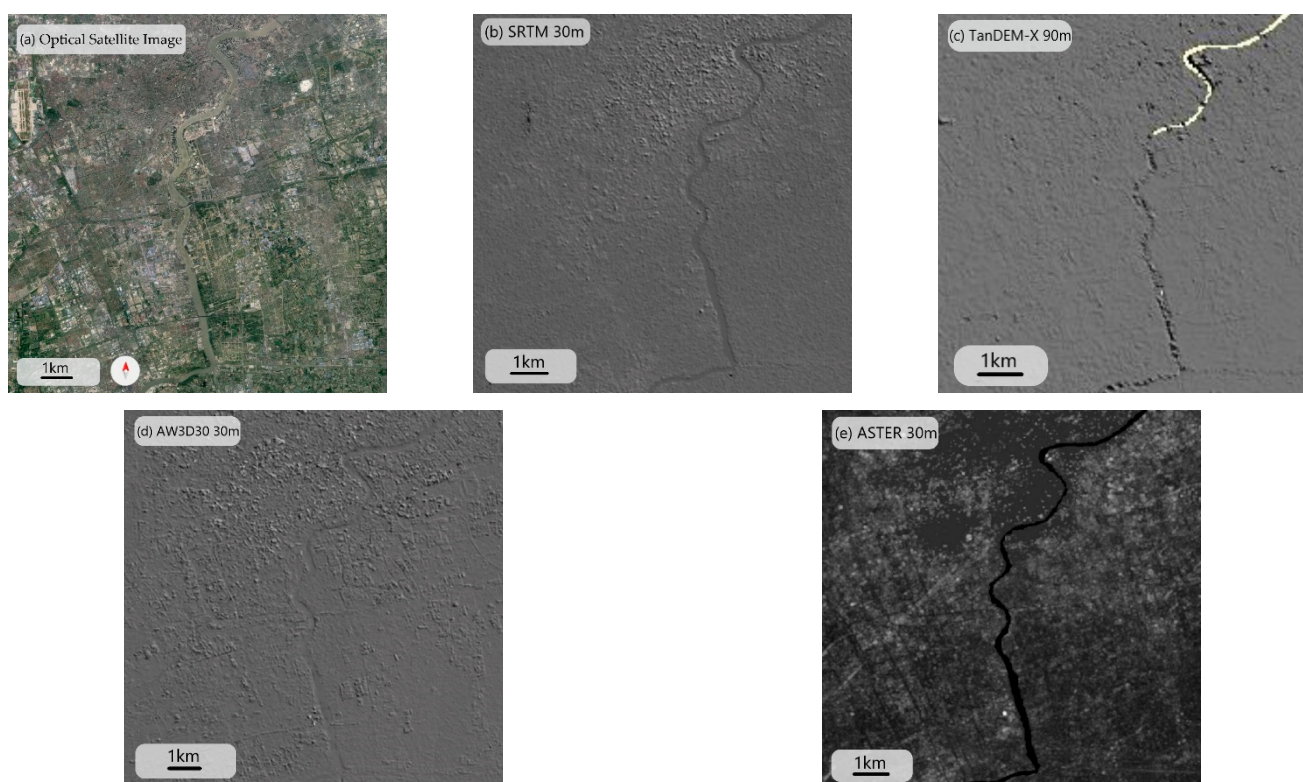 (a) Optical Satellite Image
1km
(b) SRTM 30m
1km
(c) TanDEM-X 90m
1km
(d) AW3D30 30m
1km
(e) ASTER 30m
1km